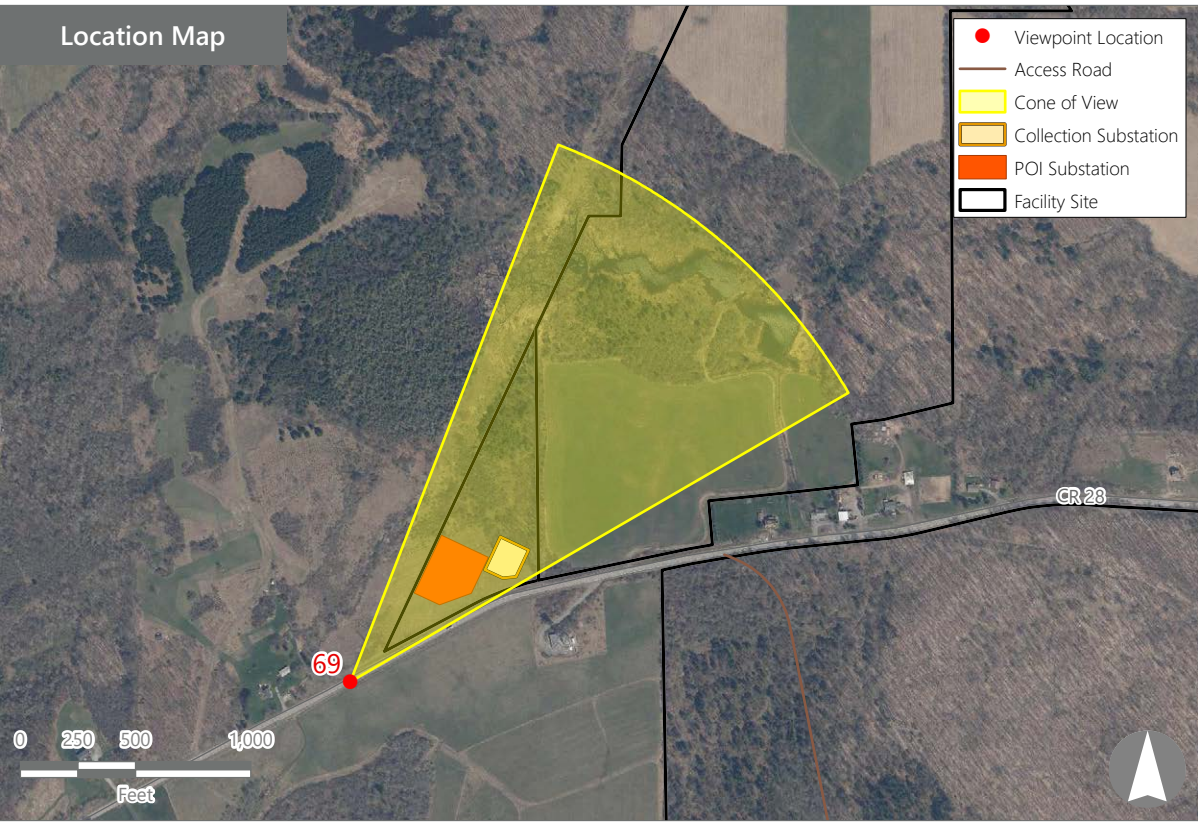 Location Map
Viewpoint Location
Access Road
Cone of View
Collection Substation
POI Substation
Facility Site
CR 28
69
0 250 500 1,000
Feet